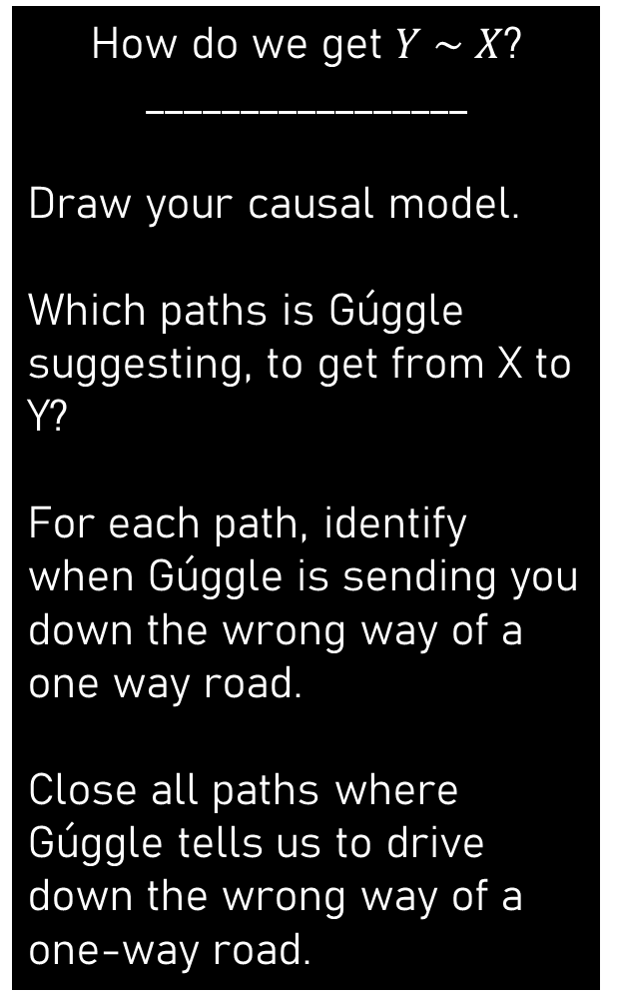 How do we get Y ~ X?
_________________
Draw your causal model.
Which paths is Gúggle
suggesting, to get from X to
Y?
For each path, identify
when Gúggle is sending you
down the wrong way of a
one way road.
Close all paths where
Gúggle tells us to drive
down the wrong way of a
one-way road.